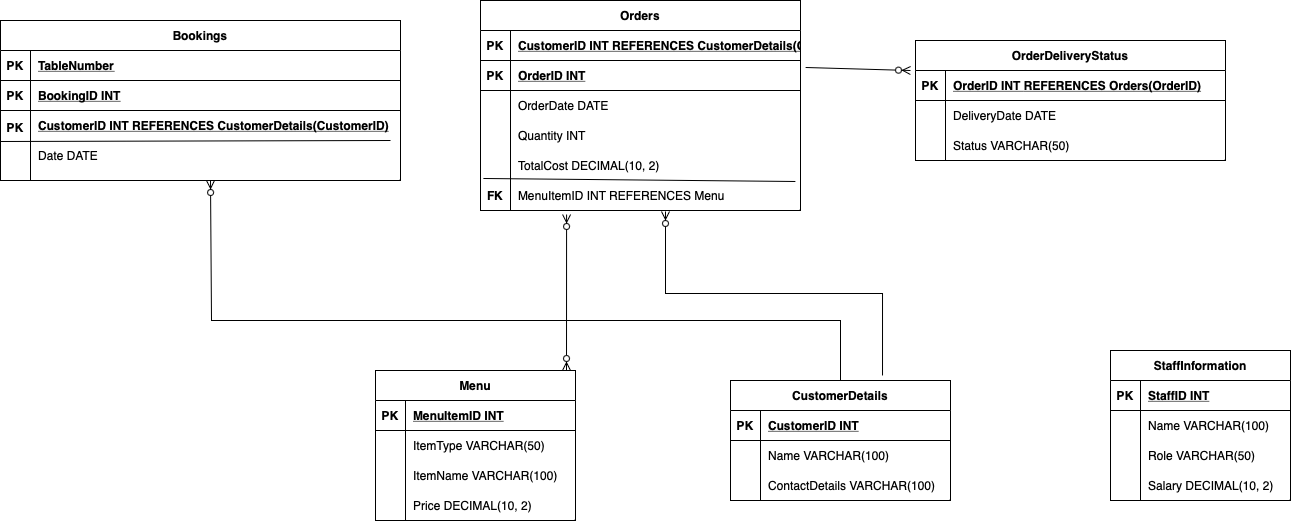 Bookings
PK TableNumber
PK BookingID INT
PK CustomerID INT REFERENCES CustomerDetails(CustomerID)
Date DATE
Orders
PK CustomerID INT REFERENCES CustomerDetails(
PK OrderID INT
OrderDate DATE
Quantity INT
TotalCost DECIMAL(10, 2)
FK MenuItemID INT REFERENCES Menu
OrderDeliveryStatus
PK OrderID INT REFERENCES Orders(OrderID)
DeliveryDate DATE
Status VARCHAR(50)
Menu
PK MenuItemID INT
ItemType VARCHAR(50)
ItemName VARCHAR(100)
Price DECIMAL(10, 2)
CustomerDetails
PK CustomerID INT
Name VARCHAR(100)
ContactDetails VARCHAR(100)
StaffInformation
PK StaffID INT
Name VARCHAR(100)
Role VARCHAR(50)
Salary DECIMAL(10, 2)